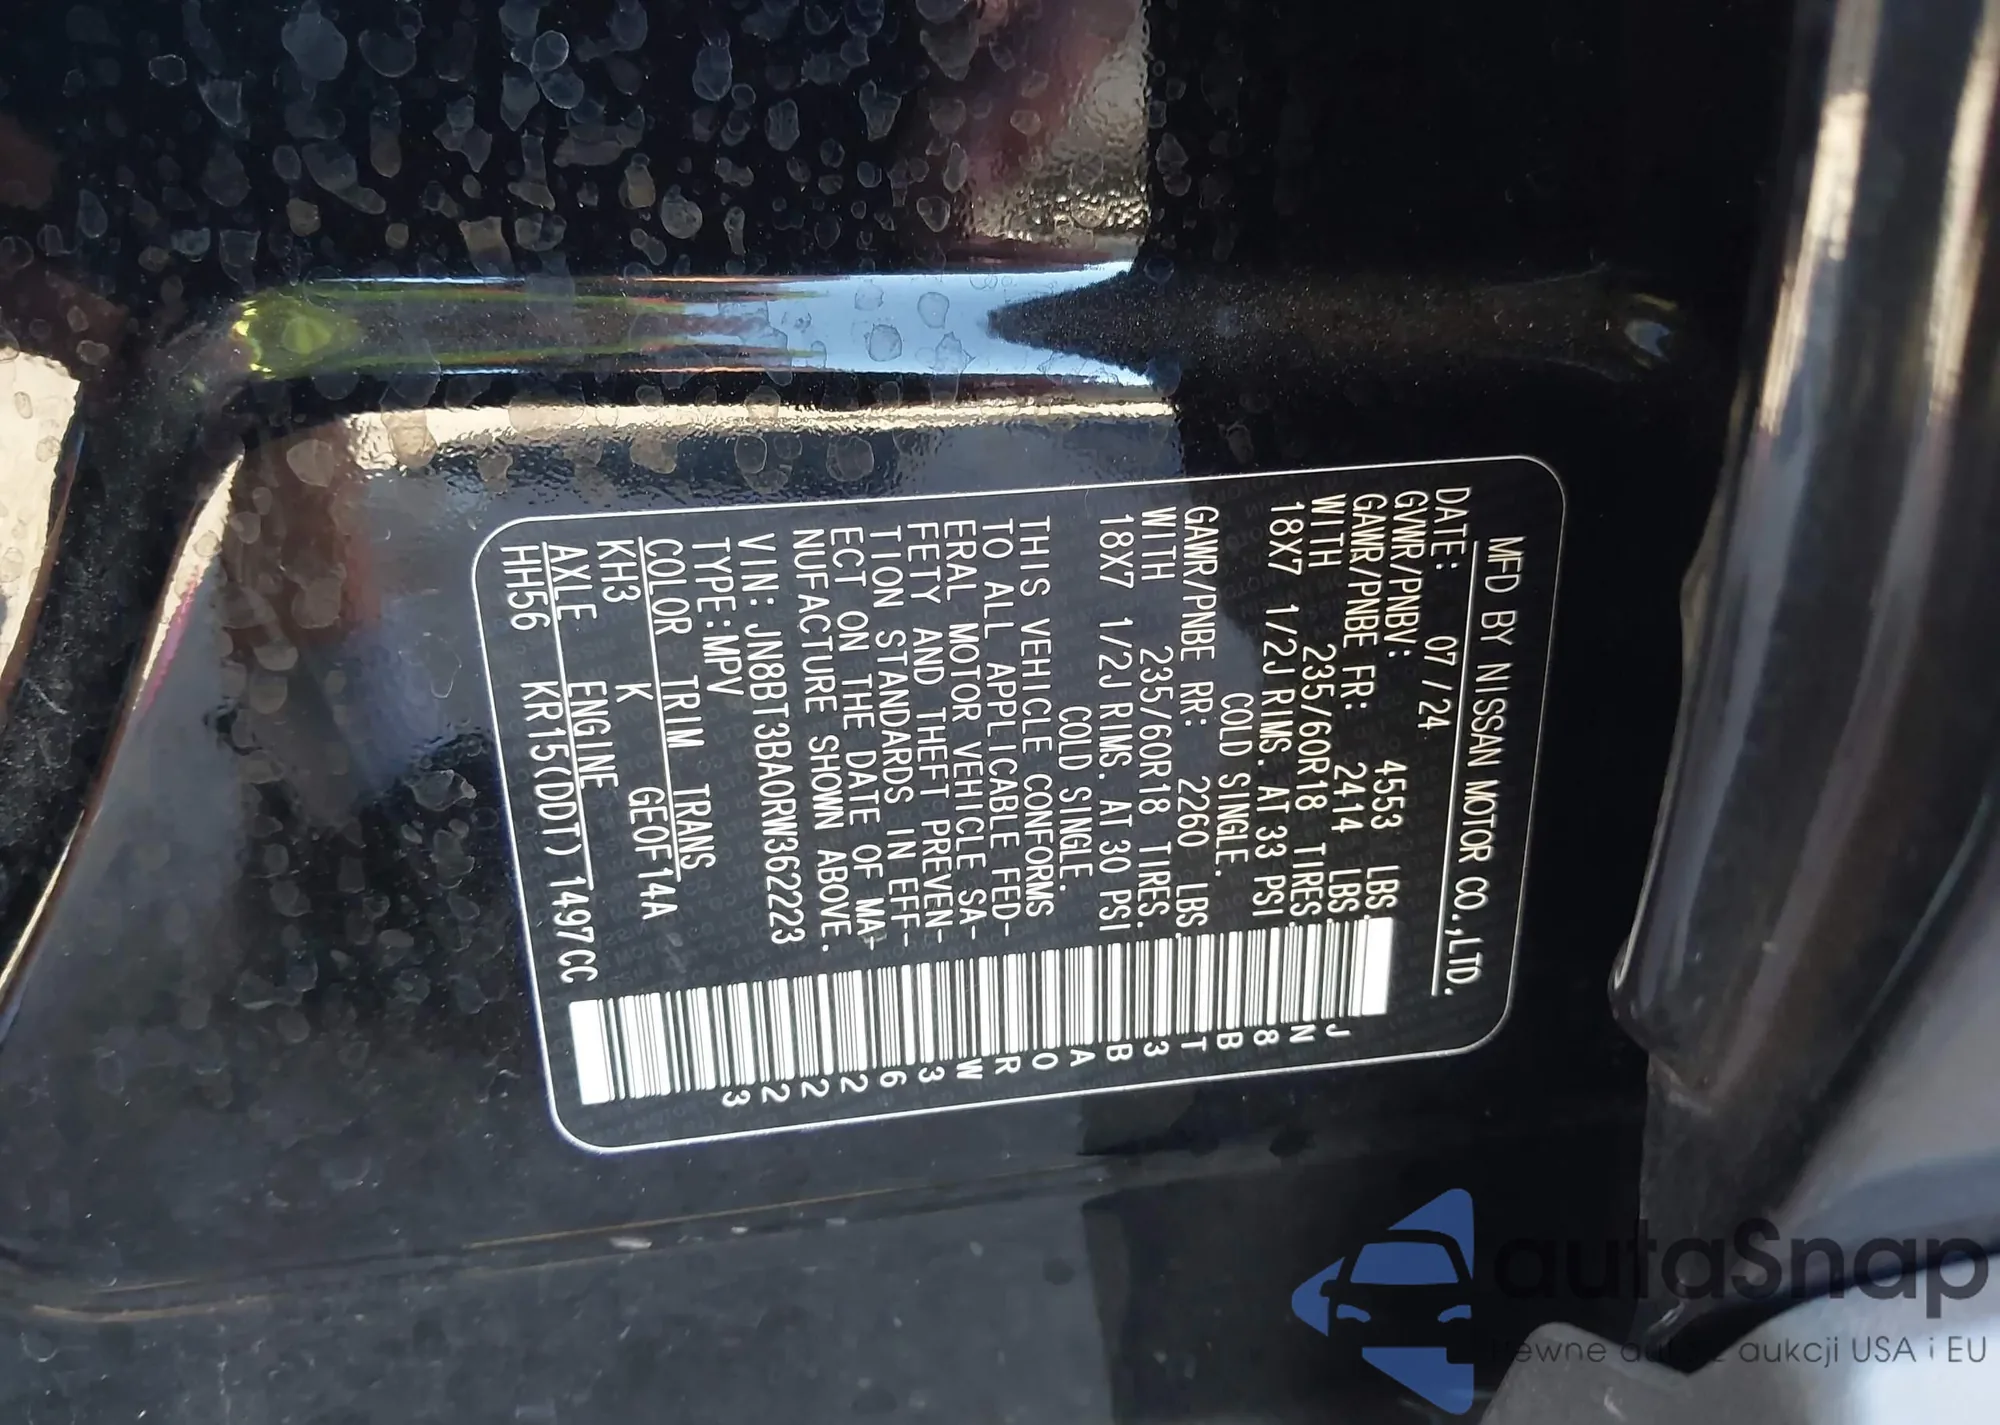 MFD BY NISSAN MOTOR CO.,LTD.
DATE: 07/24
GVWR/PNBV: 4553 LBS.
GAWR/PNBE FR: 2414 LBS
WITH 235/60R18 TIRES.
18X7 1/2J RIMS. AT 33 PSI
COLD SINGLE.
GAWR/PNBE RR: 2260 LBS.
WITH 235/60R18 TIRES.
18X7 1/2J RIMS. AT 30 PSI
COLD SINGLE.
THIS VEHICLE CONFORMS
TO ALL APPLICABLE FED-
ERAL MOTOR VEHICLE SA-
FETY AND THEFT PREVEN-
TION STANDARDS IN EFF-
ECT ON THE DATE OF MA-
NUFACTURE SHOWN ABOVE.
VIN: JN8BT3BA0RW362223
TYPE:MPV
COLOR TRIM TRANS
KH3 K GE0F14A
AXLE ENGINE
HH56 KR15(DDT) 1497CC
JN8BT3BA0RW362223
autaSnap
Pewne auta z aukcji USA i EU